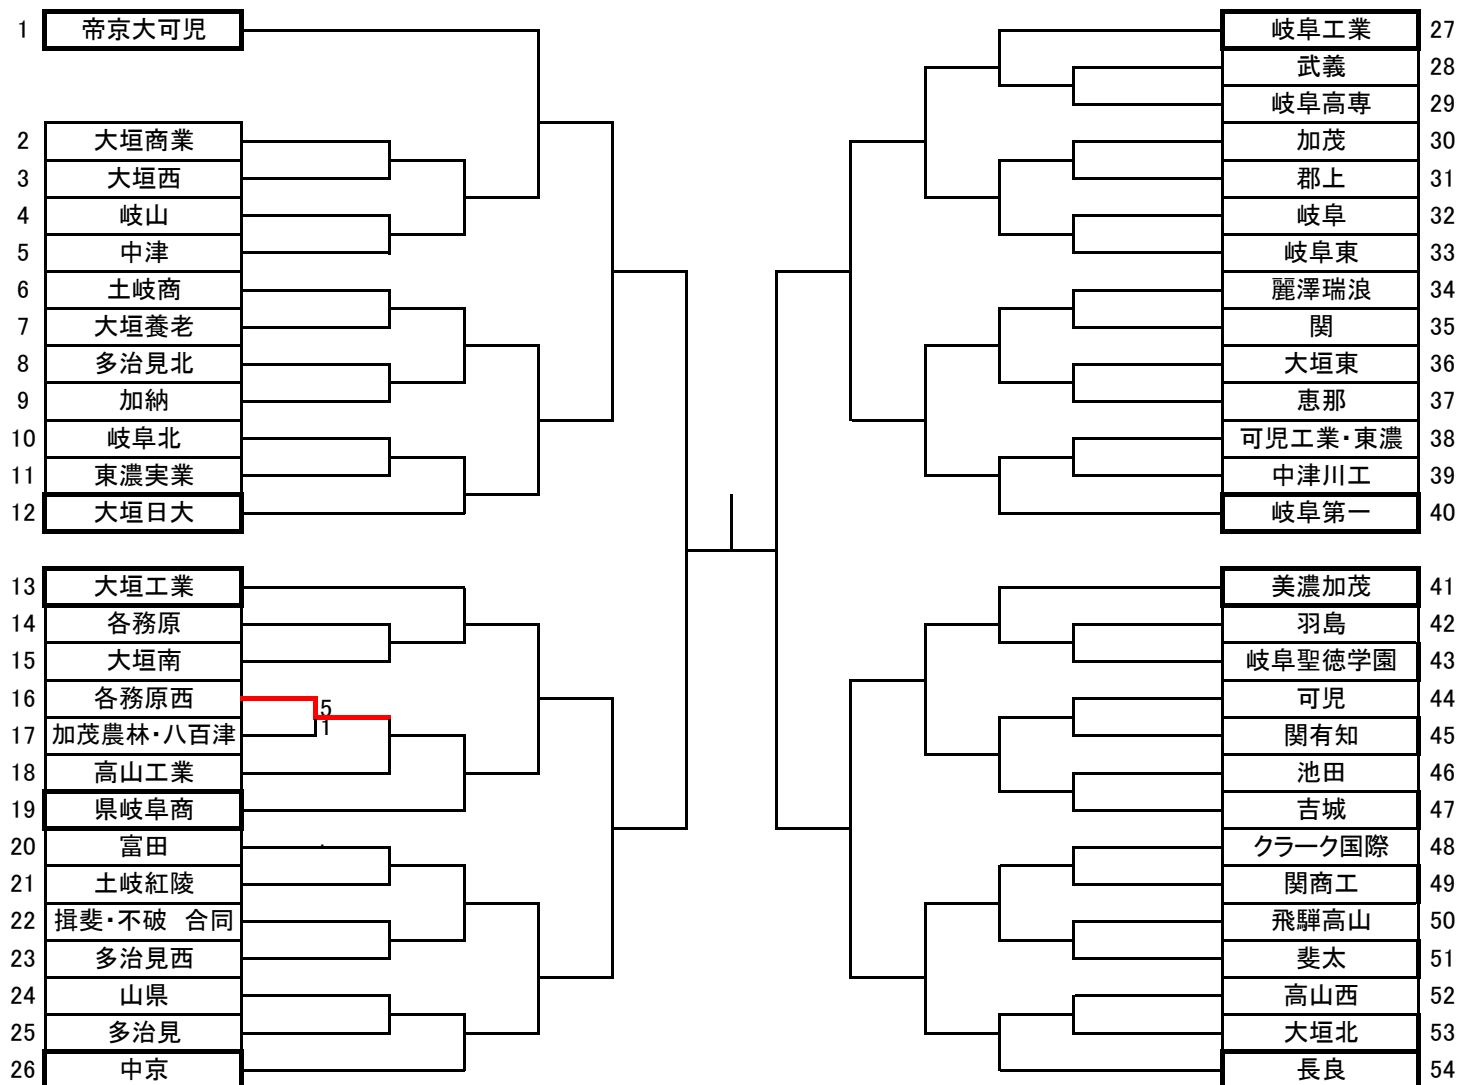 1 帝京大可児
2 大垣商業
3 大垣西
4 岐山
5 中津
6 土岐商
7 大垣養老
8 多治見北
9 加納
10 岐阜北
11 東濃実業
12 大垣日大
13 大垣工業
14 各務原
15 大垣南
16 各務原西 5
17 加茂農林・八百津 1
18 高山工業
19 県岐阜商
20 富田
21 土岐紅陵
22 揖斐・不破 合同
23 多治見西
24 山県
25 多治見
26 中京
岐阜工業 27
武義 28
岐阜高専 29
加茂 30
郡上 31
岐阜 32
岐阜東 33
麗澤瑞浪 34
関 35
大垣東 36
恵那 37
可児工業・東濃 38
中津川工 39
岐阜第一 40
美濃加茂 41
羽島 42
岐阜聖徳学園 43
可児 44
関有知 45
池田 46
吉城 47
クラーク国際 48
関商工 49
飛騨高山 50
斐太 51
高山西 52
大垣北 53
長良 54